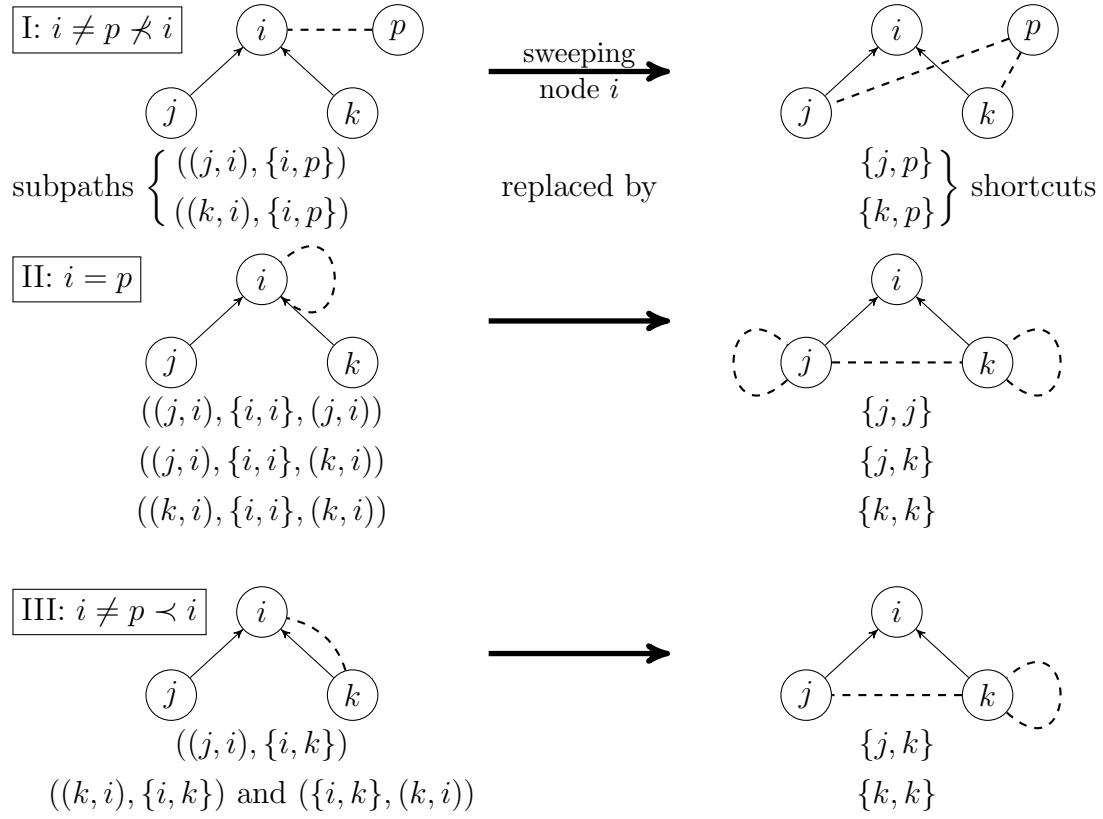 I: i ≠ p ⊀ i
i p
j k
sweeping
node i
i p
j k
subpaths { ((j, i), {i, p})
((k, i), {i, p})
replaced by
{j, p}
{k, p} } shortcuts
II: i = p
i
j k
i
j k
((j, i), {i, i}, (j, i))
((j, i), {i, i}, (k, i))
((k, i), {i, i}, (k, i))
{j, j}
{j, k}
{k, k}
III: i ≠ p ≺ i
i
j k
i
j k
((j, i), {i, k})
((k, i), {i, k}) and ({i, k}, (k, i))
{j, k}
{k, k}